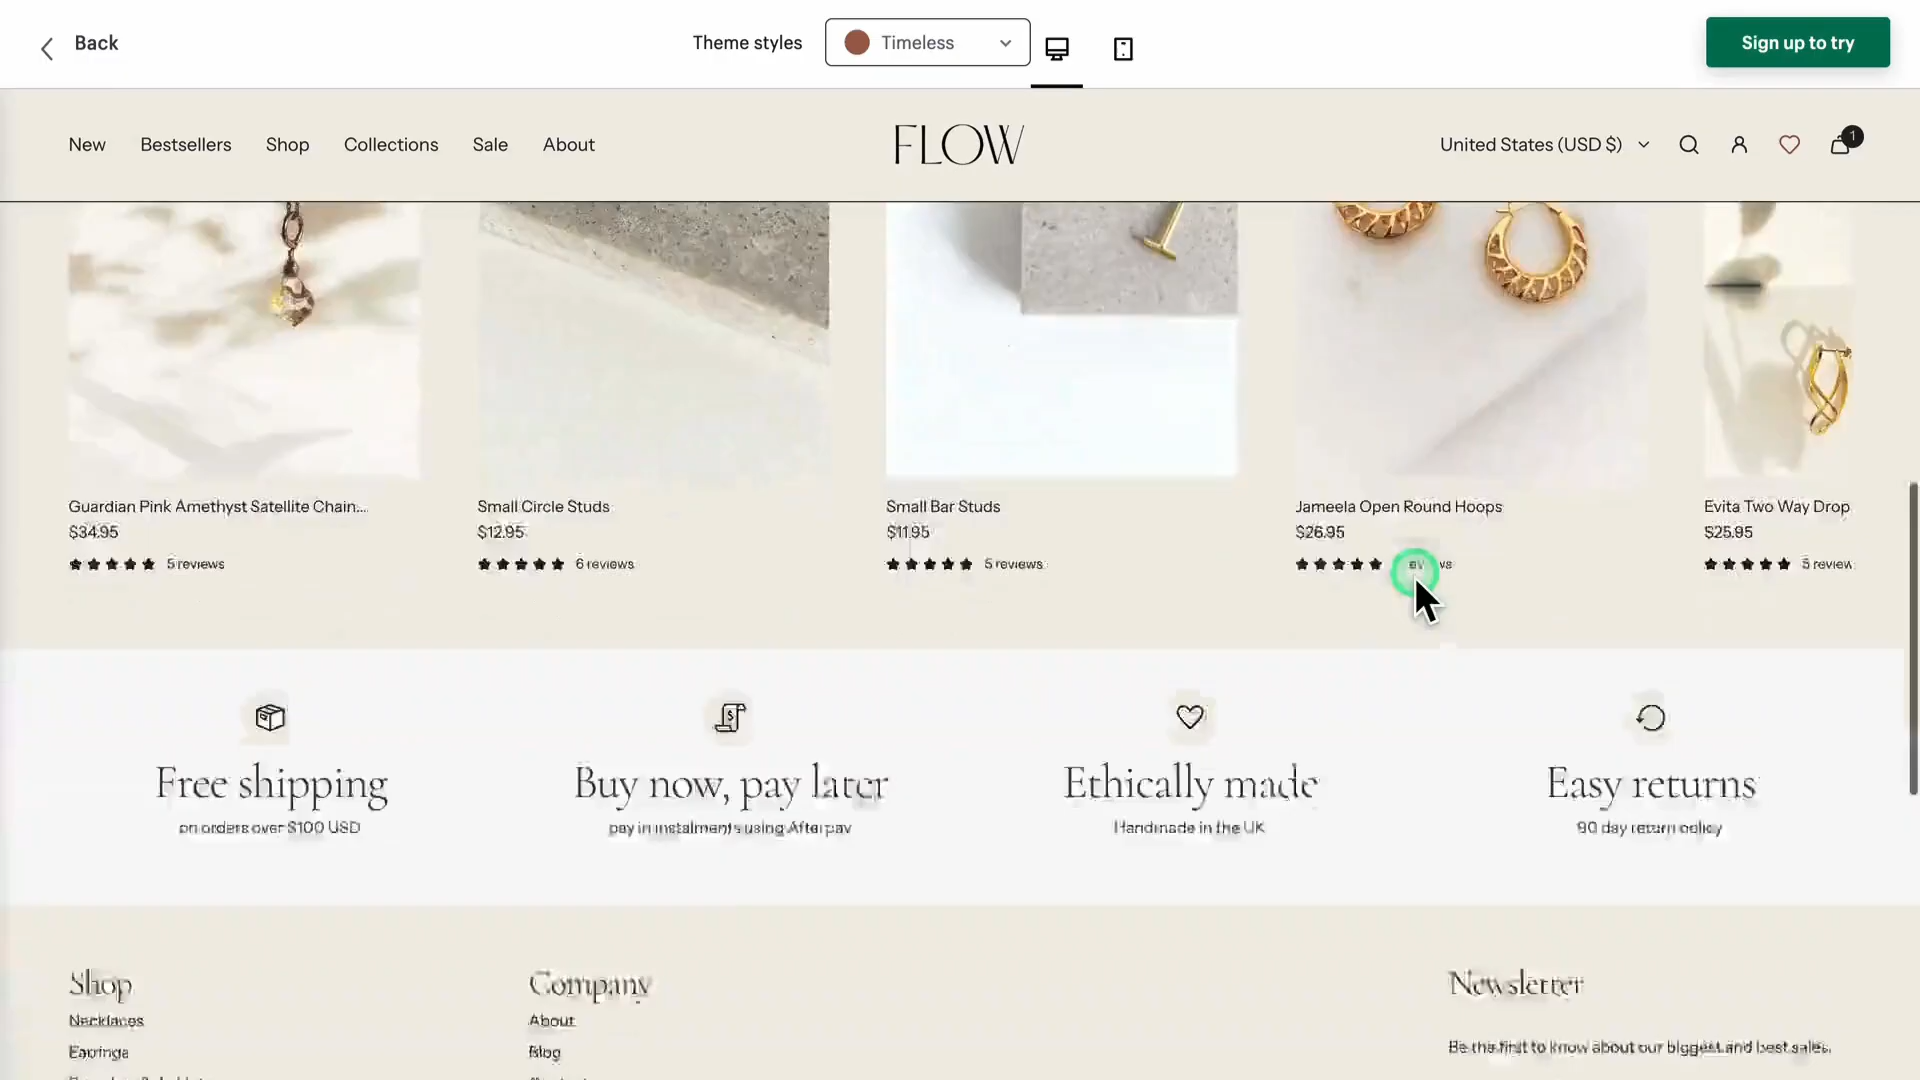 Back
Theme styles
Timeless
Sign up to try
New
Bestsellers
Shop
Collections
Sale
About
FLOW
United States (USD $)
1
Guardian Pink Amethyst Satellite Chain...
$34.95
5 reviews
Small Circle Studs
$12.95
6 reviews
Small Bar Studs
$11.95
5 reviews
Jameela Open Round Hoops
$26.95
Evita Two Way Drop
$25.95
5 review
Free shipping
on orders over $100 USD
Buy now, pay later
pay in instalments using Afterpay
Ethically made
Handmade in the UK
Easy returns
90 day return policy
Shop
Necklaces
Earrings
Company
About
Blog
Newsletter
Be the first to know about our biggest and best sales.